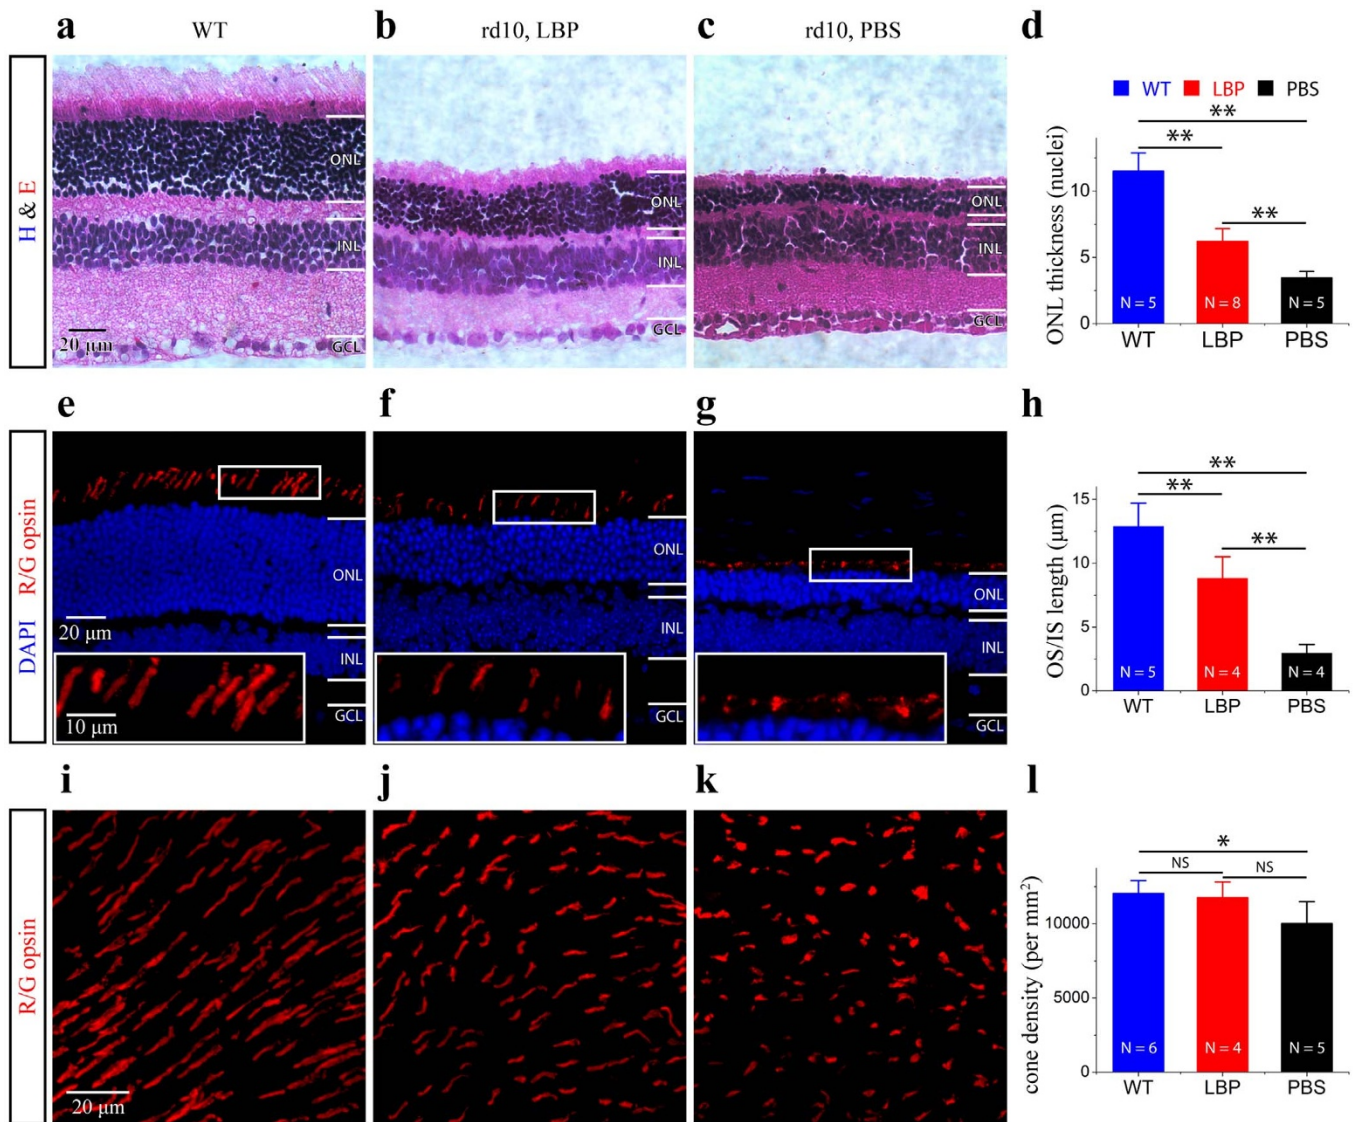 a
WT
b
rd10, LBP
c
rd10, PBS
d
H & E
ONL
INL
GCL
20 µm
ONL
INL
GCL
ONL
INL
GCL
WT LBP PBS
**
**
**
ONL thickness (nuclei)
10
5
0
N = 5
N = 8
N = 5
WT
LBP
PBS
e
f
g
h
DAPI R/G opsin
ONL
20 µm
INL
10 µm
GCL
ONL
INL
GCL
ONL
INL
GCL
**
**
**
OS/IS length (µm)
15
10
5
0
N = 5
N = 4
N = 4
WT
LBP
PBS
i
j
k
l
R/G opsin
20 µm
*
NS
NS
cone density (per mm²)
10000
5000
0
N = 6
N = 4
N = 5
WT
LBP
PBS